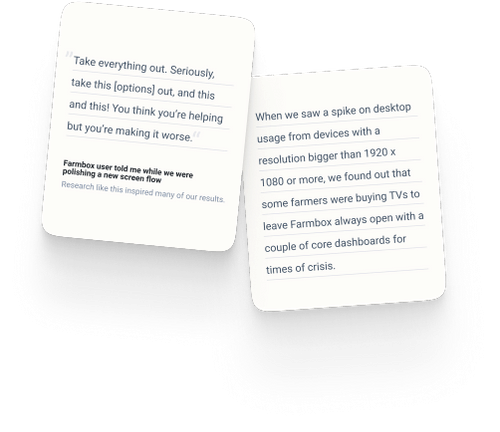 "Take everything out. Seriously,
take this [options] out, and this
and this! You think you're helping
but you're making it worse."
Farmbox user told me while we were
polishing a new screen flow
Research like this inspired many of our results.
When we saw a spike on desktop
usage from devices with a
resolution bigger than 1920 x
1080 or more, we found out that
some farmers were buying TVs to
leave Farmbox always open with a
couple of core dashboards for
times of crisis.